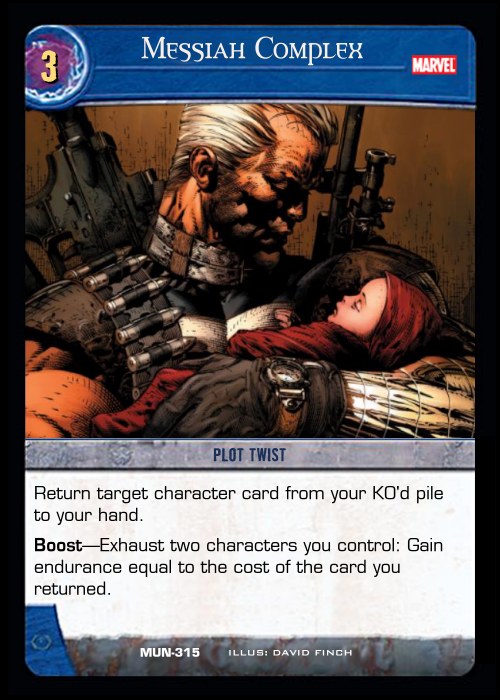 3
Messiah Complex
MARVEL
PLOT TWIST
Return target character card from your KO'd pile
to your hand.
Boost—Exhaust two characters you control: Gain
endurance equal to the cost of the card you
returned.
MUN-315 ILLUS: DAVID FINCH